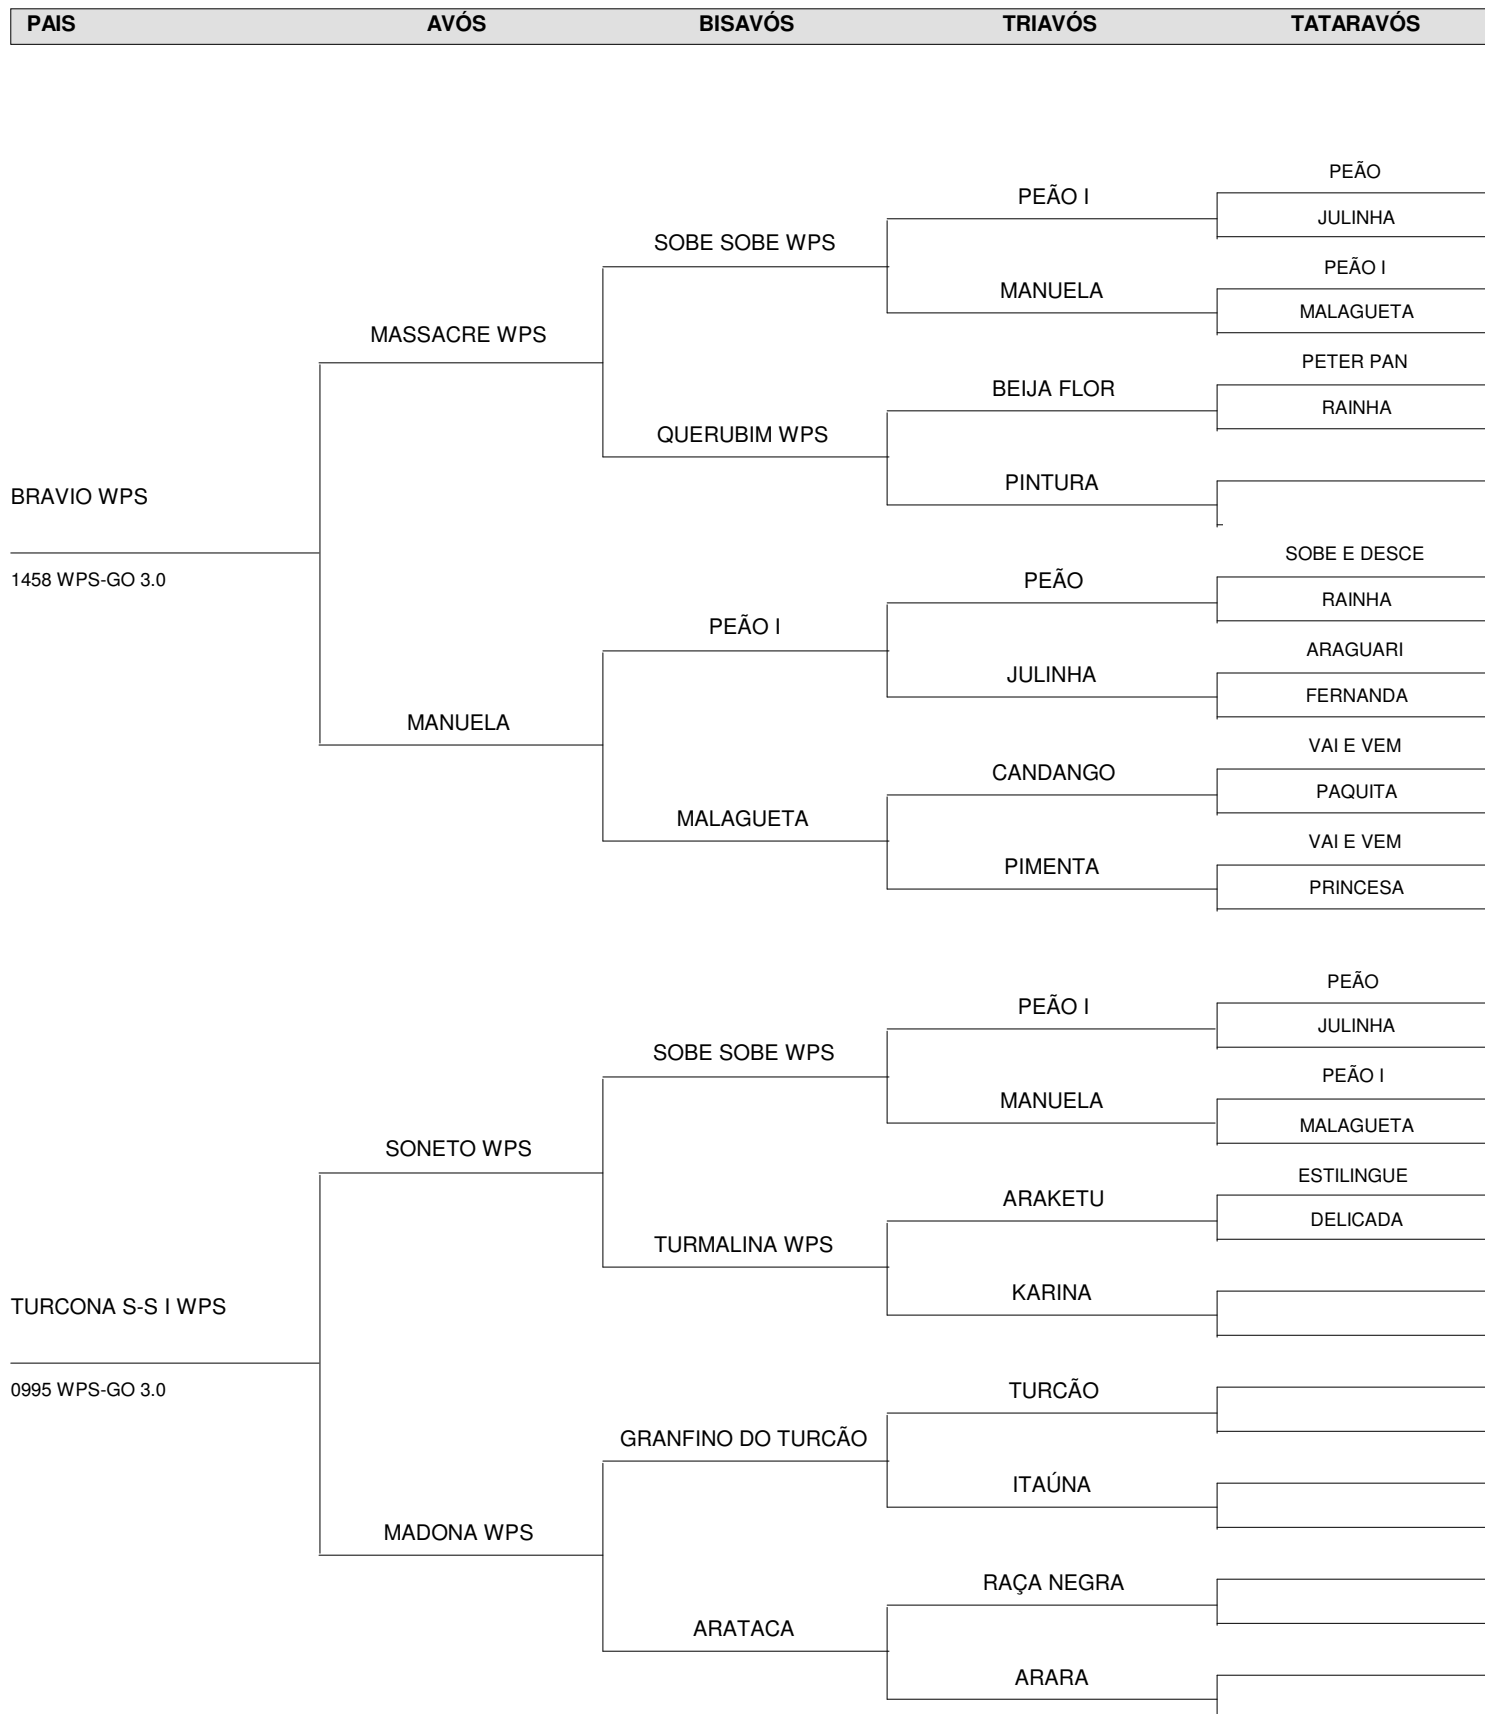 PAIS AVÓS BISAVÓS TRIAVÓS TATARAVÓS
PEÃO
PEÃO I
JULINHA
SOBE SOBE WPS
PEÃO I
MANUELA
MALAGUETA
MASSACRE WPS
PETER PAN
BEIJA FLOR
RAINHA
QUERUBIM WPS
PINTURA
BRAVIO WPS
SOBE E DESCE
1458 WPS-GO 3.0
PEÃO
RAINHA
PEÃO I
ARAGUARI
JULINHA
FERNANDA
MANUELA
VAI E VEM
CANDANGO
PAQUITA
MALAGUETA
VAI E VEM
PIMENTA
PRINCESA
PEÃO
PEÃO I
JULINHA
SOBE SOBE WPS
PEÃO I
MANUELA
MALAGUETA
SONETO WPS
ESTILINGUE
ARAKETU
DELICADA
TURMALINA WPS
KARINA
TURCONA S-S I WPS
0995 WPS-GO 3.0
TURCÃO
GRANFINO DO TURCÃO
ITAÚNA
MADONA WPS
RAÇA NEGRA
ARATACA
ARARA